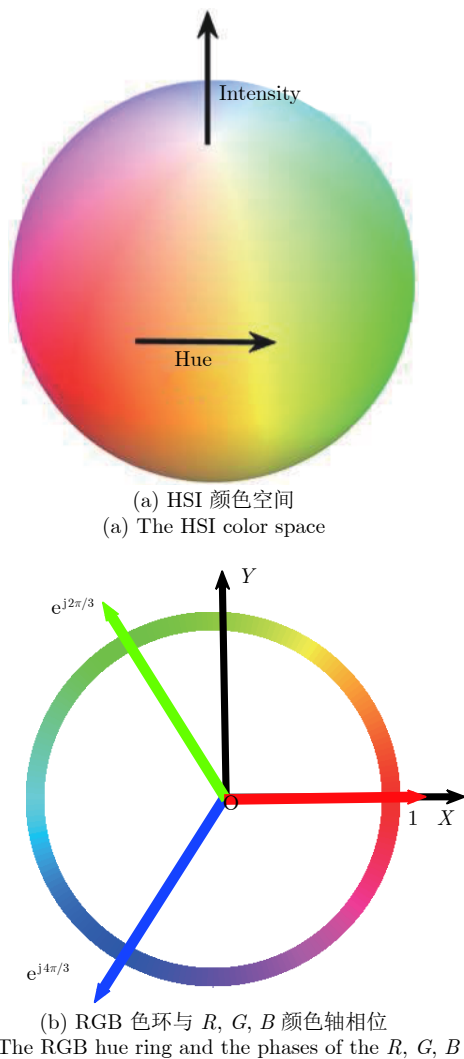 Intensity
Hue
(a) HSI 颜色空间
(a) The HSI color space
Y
e^{j2π/3}
O
1 X
e^{j4π/3}
(b) RGB 色环与 R, G, B 颜色轴相位
The RGB hue ring and the phases of the R, G, B